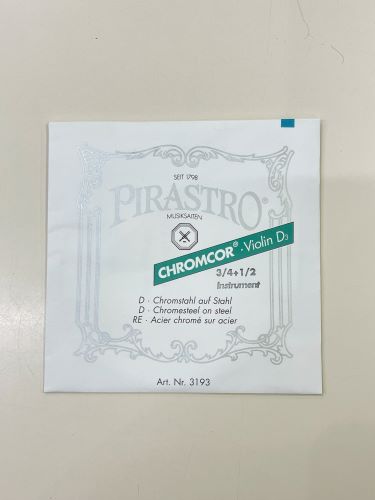 SEIT 1798
PIRASTRO®
MUSIKSAITEN
CHROMCOR® · Violin D3
3/4+1/2
Instrument
D · Chromstahl auf Stahl
D · Chromesteel on steel
RE · Acier chromé sur acier
Art. Nr. 3193